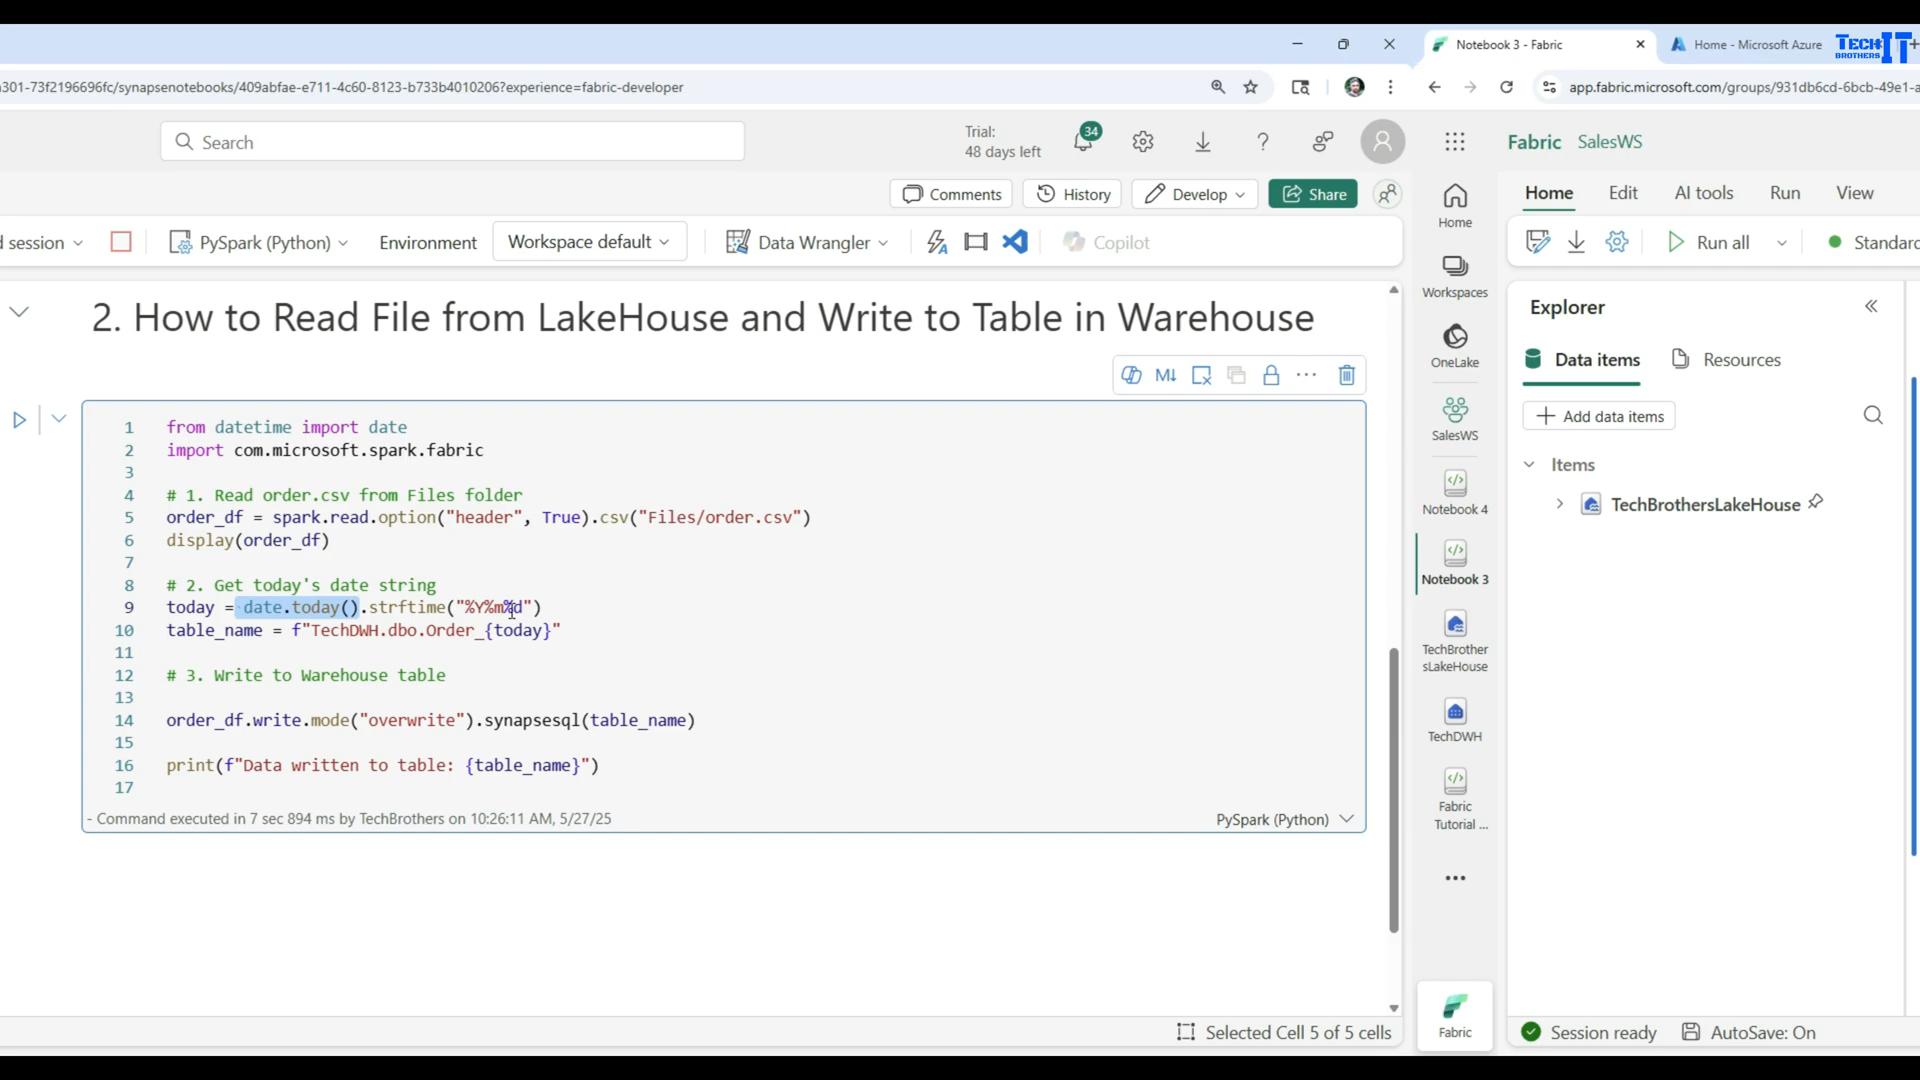 Notebook 3 - Fabric
Home - Microsoft Azure
TECH BROTHERS IT
a301-73f2196696fc/synapsenotebooks/409abfae-e711-4c60-8123-b733b4010206?experience=fabric-developer
app.fabric.microsoft.com/groups/931db6cd-6bcb-49e1-a
Search
Trial:
48 days left
34
Fabric SalesWS
Comments
History
Develop
Share
Home
Edit
AI tools
Run
View
d session
PySpark (Python)
Environment
Workspace default
Data Wrangler
Copilot
Run all
Standard
2. How to Read File from LakeHouse and Write to Table in Warehouse
M↓
1 from datetime import date
2 import com.microsoft.spark.fabric
3
4 # 1. Read order.csv from Files folder
5 order_df = spark.read.option("header", True).csv("Files/order.csv")
6 display(order_df)
7
8 # 2. Get today's date string
9 today = date.today().strftime("%Y%m%d")
10 table_name = f"TechDWH.dbo.Order_{today}"
11
12 # 3. Write to Warehouse table
13
14 order_df.write.mode("overwrite").synapsesql(table_name)
15
16 print(f"Data written to table: {table_name}")
17
- Command executed in 7 sec 894 ms by TechBrothers on 10:26:11 AM, 5/27/25
PySpark (Python)
Selected Cell 5 of 5 cells
Home
Workspaces
OneLake
SalesWS
Notebook 4
Notebook 3
TechBrother
sLakeHouse
TechDWH
Fabric
Tutorial ...
Fabric
Explorer
Data items
Resources
Add data items
Items
TechBrothersLakeHouse
Session ready
AutoSave: On